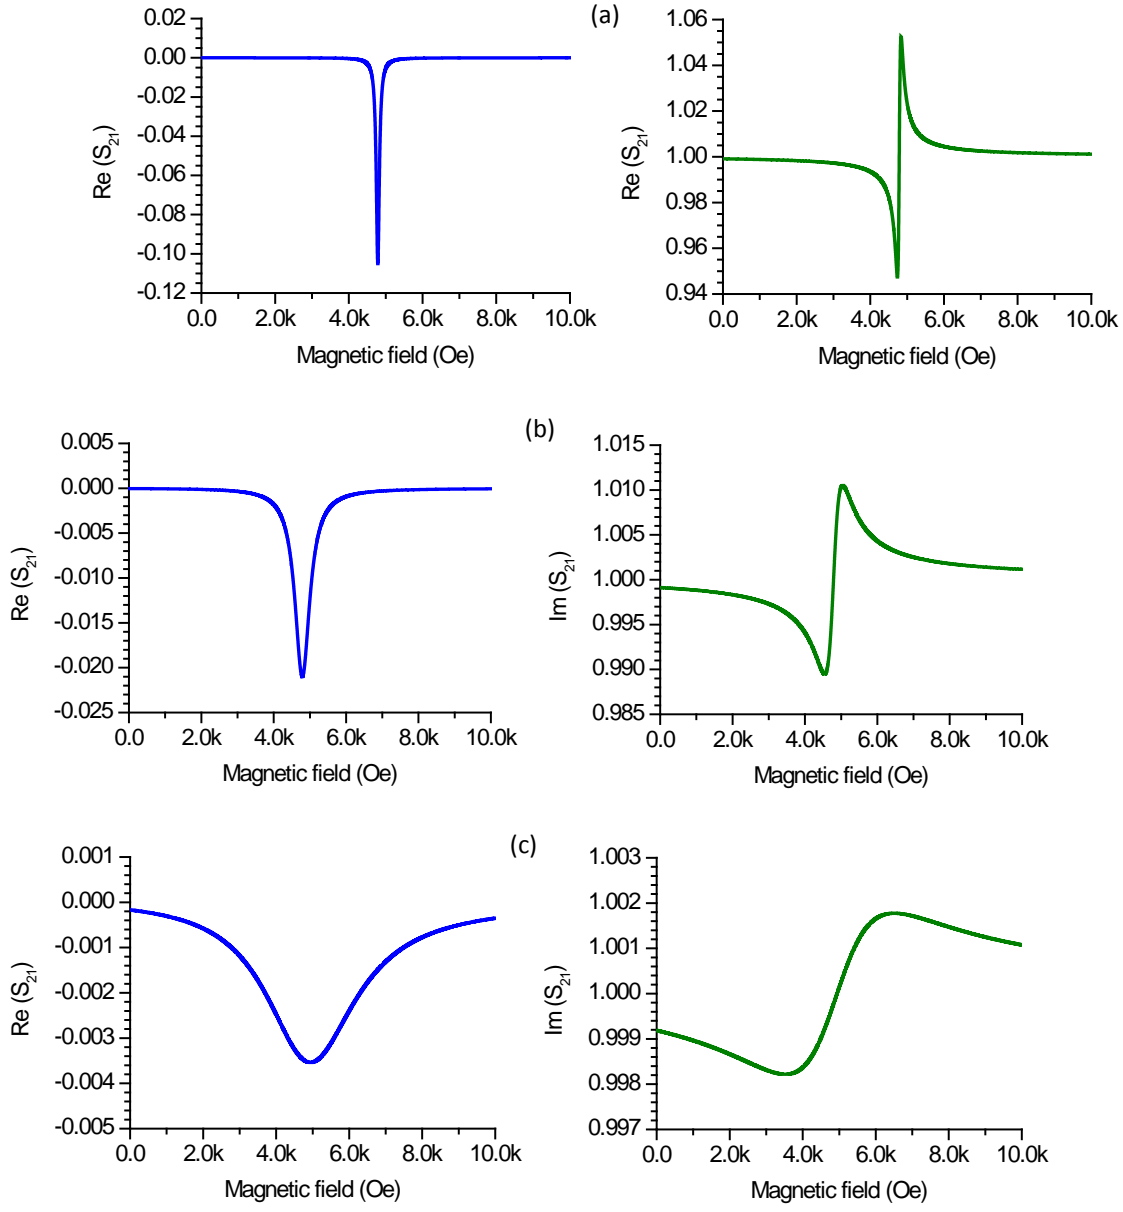 (a)
0.02
0.00
-0.02
-0.04
-0.06
-0.08
-0.10
-0.12
Re (S21)
0.0 2.0k 4.0k 6.0k 8.0k 10.0k
Magnetic field (Oe)
1.06
1.04
1.02
1.00
0.98
0.96
0.94
Re (S21)
0.0 2.0k 4.0k 6.0k 8.0k 10.0k
Magnetic field (Oe)
(b)
0.005
0.000
-0.005
-0.010
-0.015
-0.020
-0.025
Re (S21)
0.0 2.0k 4.0k 6.0k 8.0k 10.0k
Magnetic field (Oe)
1.015
1.010
1.005
1.000
0.995
0.990
0.985
Im (S21)
0.0 2.0k 4.0k 6.0k 8.0k 10.0k
Magnetic field (Oe)
(c)
0.001
0.000
-0.001
-0.002
-0.003
-0.004
-0.005
Re (S21)
0.0 2.0k 4.0k 6.0k 8.0k 10.0k
Magnetic field (Oe)
1.003
1.002
1.001
1.000
0.999
0.998
0.997
Im (S21)
0.0 2.0k 4.0k 6.0k 8.0k 10.0k
Magnetic field (Oe)